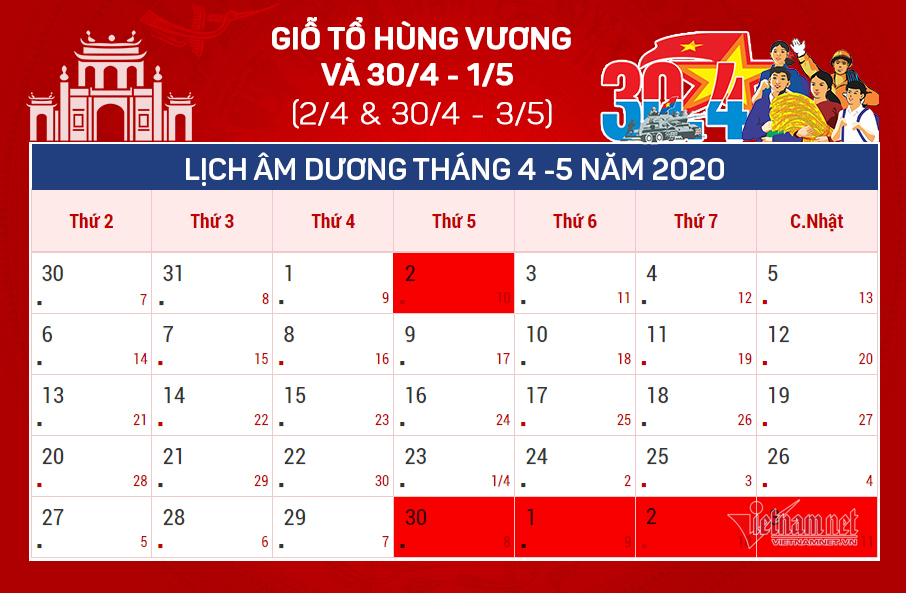 GIỖ TỔ HÙNG VƯƠNG
VÀ 30/4 - 1/5
(2/4 & 30/4 - 3/5)
30.4
LỊCH ÂM DƯƠNG THÁNG 4 -5 NĂM 2020
Thứ 2 Thứ 3 Thứ 4 Thứ 5 Thứ 6 Thứ 7 C.Nhật
30 31 1 2 3 4 5
7 8 9 10 11 12 13
6 7 8 9 10 11 12
14 15 16 17 18 19 20
13 14 15 16 17 18 19
21 22 23 24 25 26 27
20 21 22 23 24 25 26
28 29 30 1/4 2 3 4
27 28 29 30 1 2
5 6 7 8 9 11
Vietnamnet
VIETNAMNET.VN